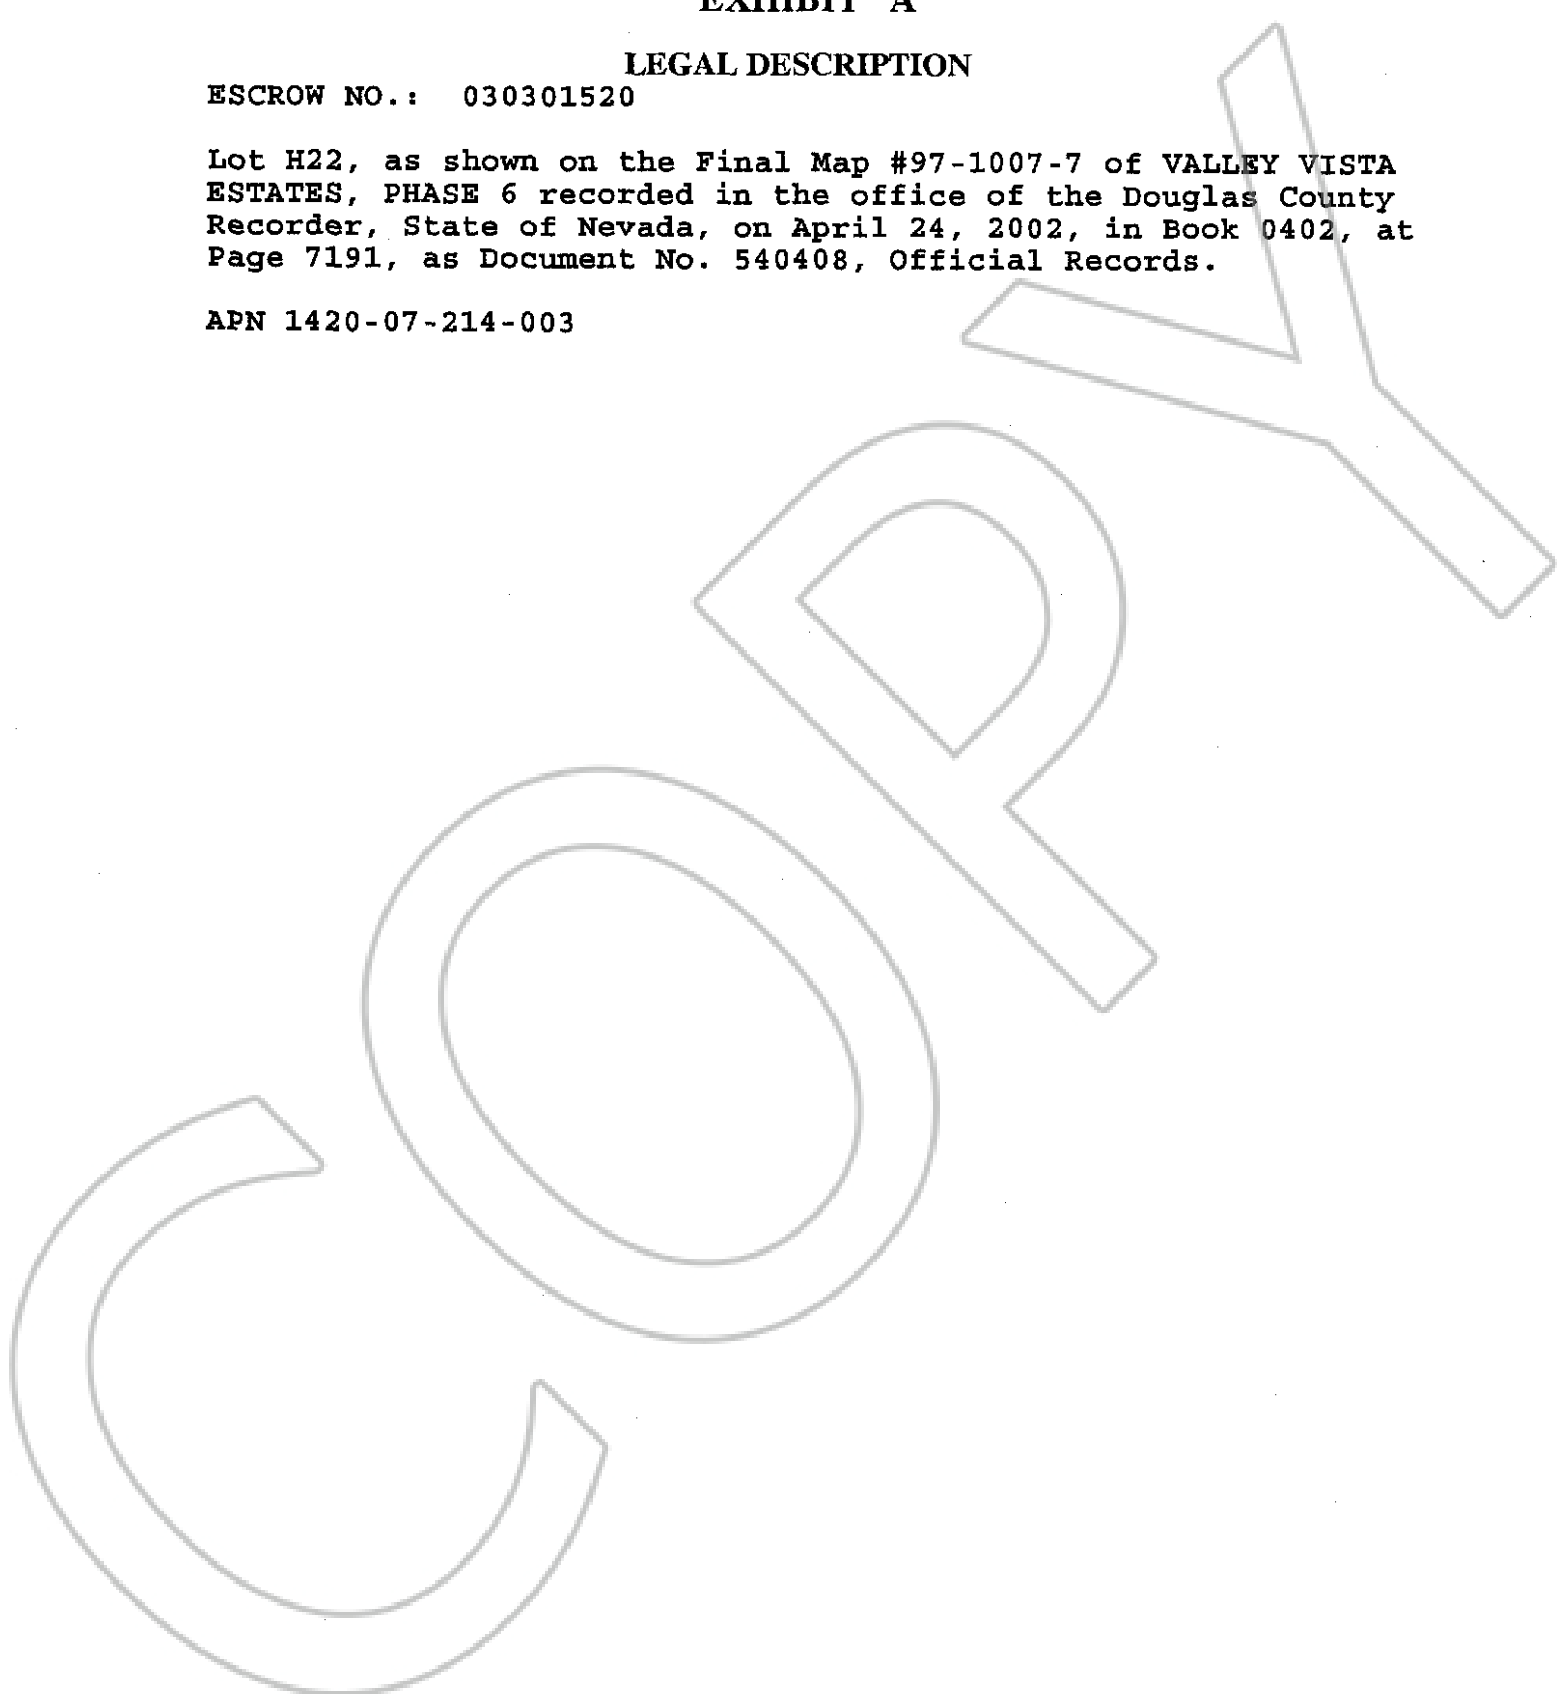 EXHIBIT "A"
LEGAL DESCRIPTION
ESCROW NO.: 030301520
Lot H22, as shown on the Final Map #97-1007-7 of VALLEY VISTA
ESTATES, PHASE 6 recorded in the office of the Douglas County
Recorder, State of Nevada, on April 24, 2002, in Book 0402, at
Page 7191, as Document No. 540408, Official Records.
APN 1420-07-214-003
COPY